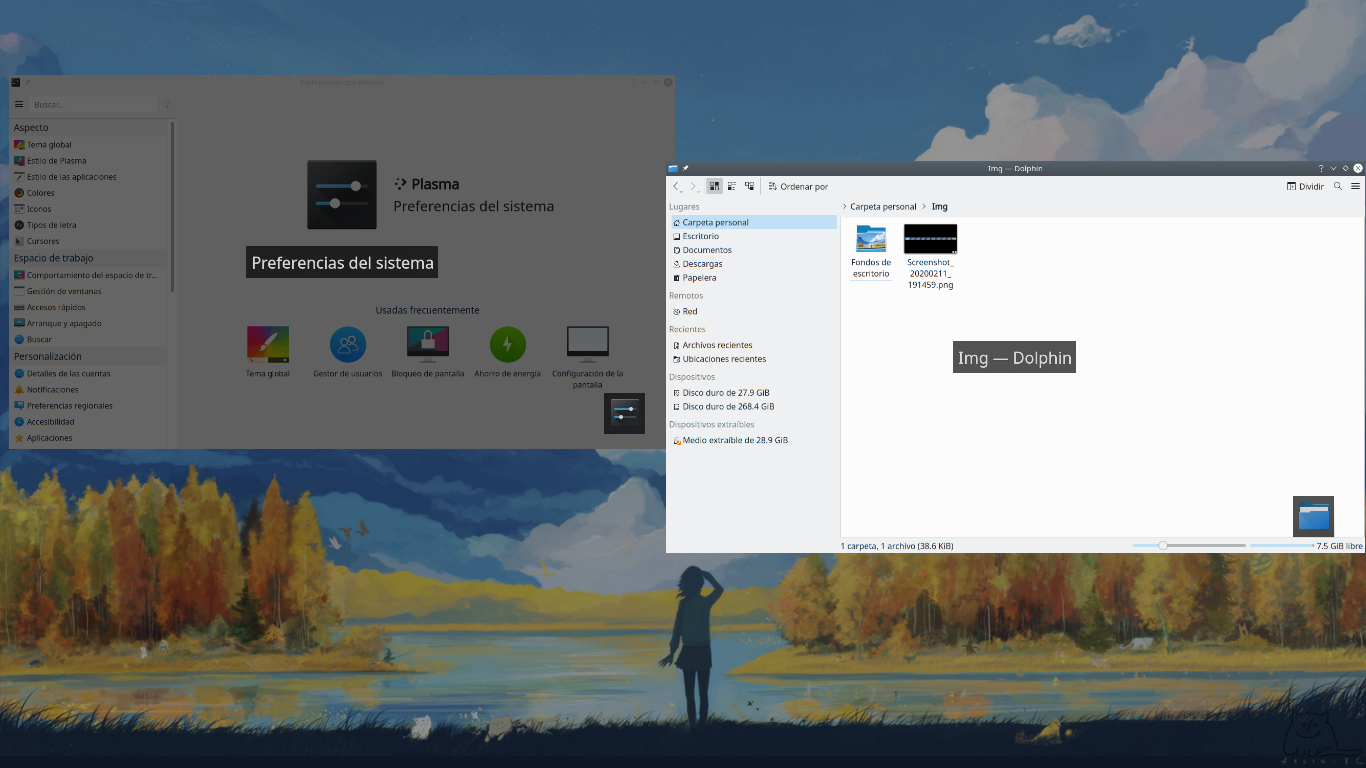 Preferencias del sistema
Buscar...
Aspecto
Tema global
Estilo de Plasma
Estilo de las aplicaciones
Colores
Iconos
Tipos de letra
Cursores
Espacio de trabajo
Comportamiento del espacio de tr...
Gestión de ventanas
Accesos rápidos
Arranque y apagado
Buscar
Personalización
Detalles de las cuentas
Notificaciones
Preferencias regionales
Accesibilidad
Aplicaciones
Plasma
Preferencias del sistema
Preferencias del sistema
Usadas frecuentemente
Tema global
Gestor de usuarios
Bloqueo de pantalla
Ahorro de energía
Configuración de la
pantalla
Img — Dolphin
Ordenar por
Dividir
Lugares
Carpeta personal
Escritorio
Documentos
Descargas
Papelera
Remotos
Red
Recientes
Archivos recientes
Ubicaciones recientes
Dispositivos
Disco duro de 27.9 GiB
Disco duro de 268.4 GiB
Dispositivos extraíbles
Medio extraíble de 28.9 GiB
Carpeta personal > Img
Fondos de
escritorio
Screenshot_
20200211_
191459.png
Img — Dolphin
1 carpeta, 1 archivo (38.6 KiB)
7.5 GiB libre